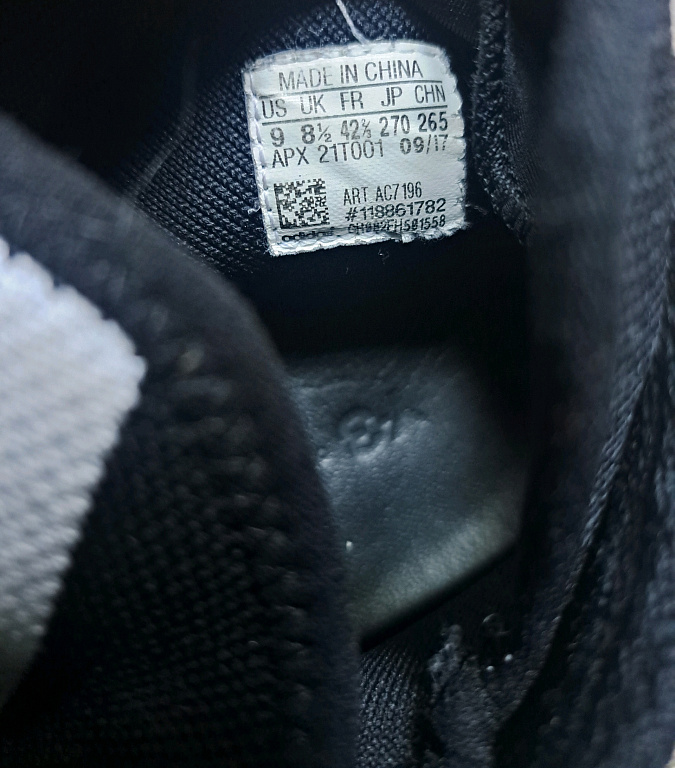 MADE IN CHINA
US UK FR JP CHN
9 8½ 42⅔ 270 265
APX 21T001 09/17
ART AC7196
#118861782
adidas